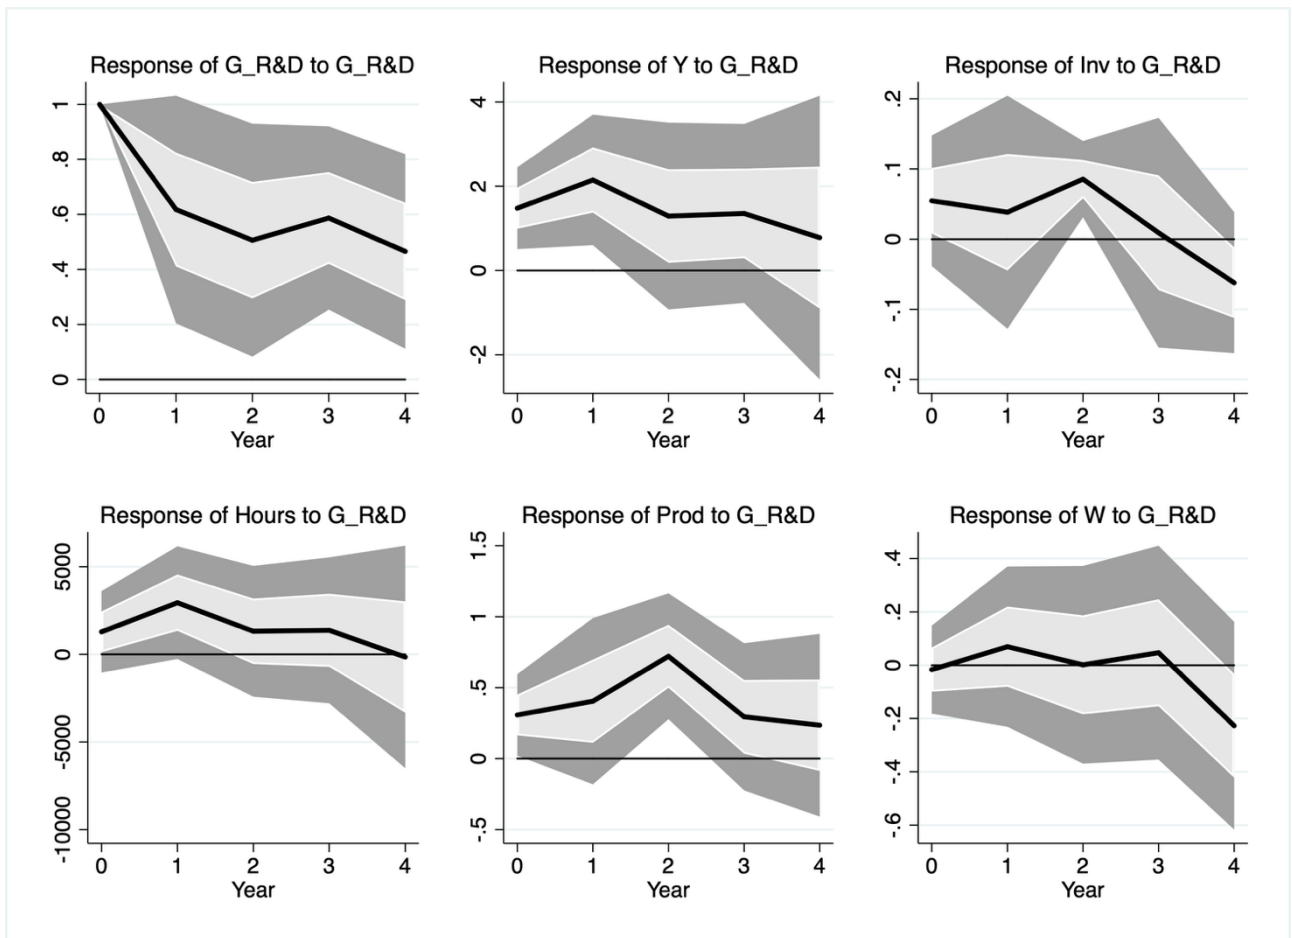 Response of G_R&D to G_R&D
1
.8
.6
.4
.2
0
0 1 2 3 4
Year
Response of Y to G_R&D
4
2
0
-2
0 1 2 3 4
Year
Response of Inv to G_R&D
.2
.1
0
-.1
-.2
0 1 2 3 4
Year
Response of Hours to G_R&D
5000
0
-5000
-10000
0 1 2 3 4
Year
Response of Prod to G_R&D
1.5
1
.5
0
-.5
0 1 2 3 4
Year
Response of W to G_R&D
.4
.2
0
-.2
-.4
-.6
0 1 2 3 4
Year